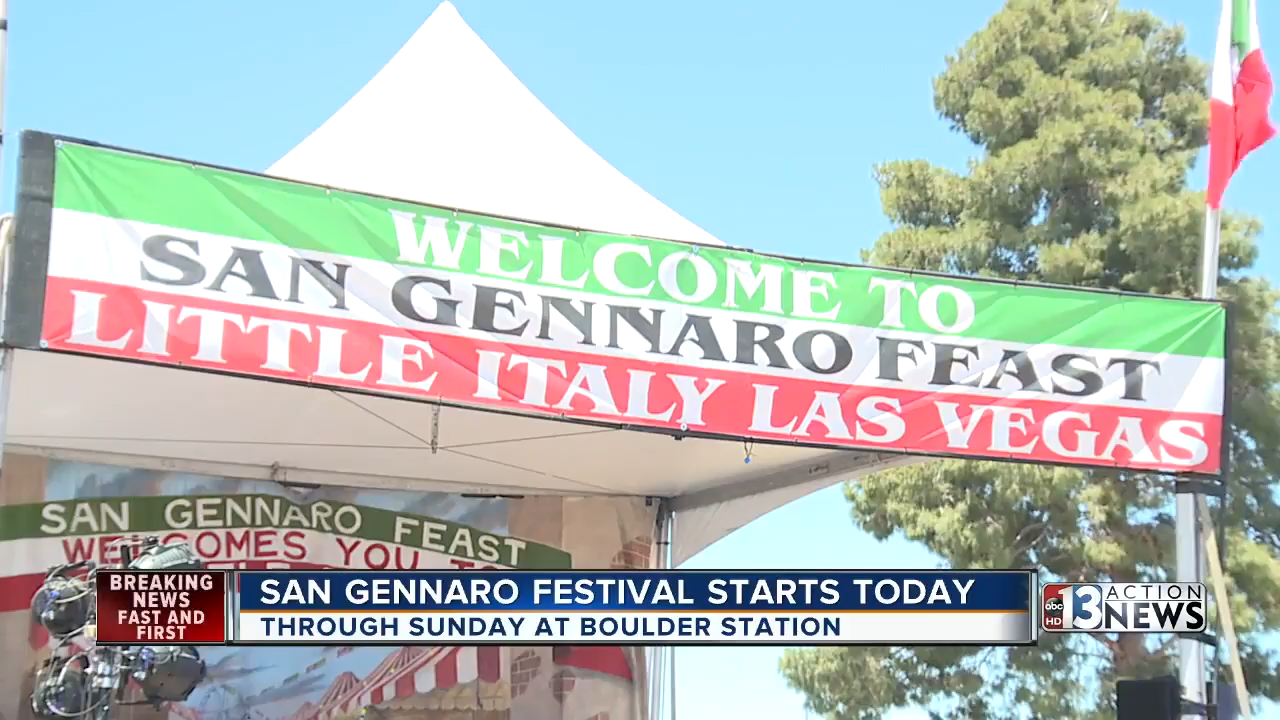 WELCOME TO
SAN GENNARO FEAST
LITTLE ITALY LAS VEGAS
SAN GENNARO FEAST
WELCOMES YOU TO
BREAKING
NEWS
FAST AND
FIRST
SAN GENNARO FESTIVAL STARTS TODAY
THROUGH SUNDAY AT BOULDER STATION
abc
HD
13
ACTION
NEWS